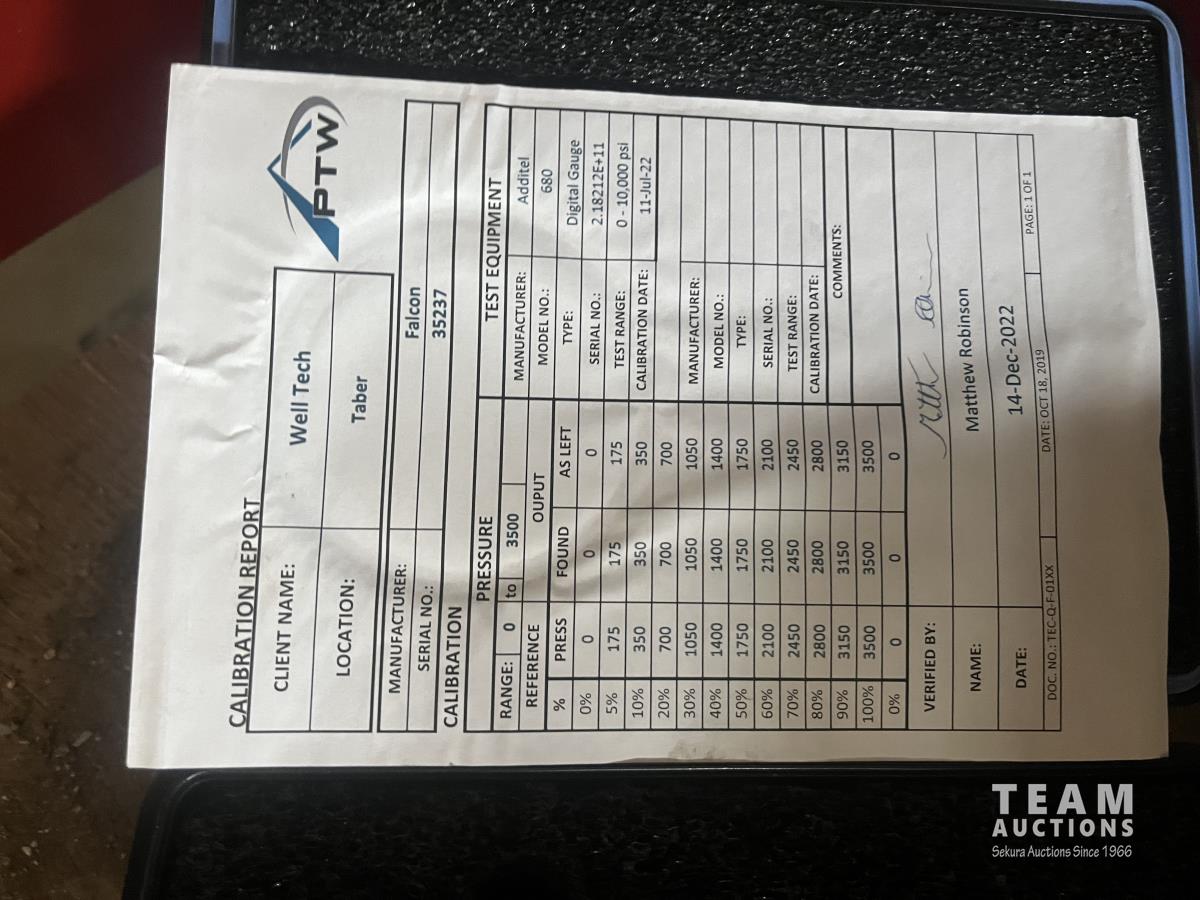 CALIBRATION REPORT
PTW
CLIENT NAME: Well Tech
LOCATION: Taber
MANUFACTURER: Falcon
SERIAL NO.: 35237
CALIBRATION
PRESSURE TEST EQUIPMENT
RANGE: 0 to 3500 MANUFACTURER: Additel
REFERENCE OUPUT MODEL NO.: 680
% PRESS FOUND AS LEFT TYPE: Digital Gauge
0% 0 0 0 SERIAL NO.: 2.18212E+11
5% 175 175 175 TEST RANGE: 0 - 10,000 psi
10% 350 350 350 CALIBRATION DATE: 11-Jul-22
20% 700 700 700
30% 1050 1050 1050 MANUFACTURER:
40% 1400 1400 1400 MODEL NO.:
50% 1750 1750 1750 TYPE:
60% 2100 2100 2100 SERIAL NO.:
70% 2450 2450 2450 TEST RANGE:
80% 2800 2800 2800 CALIBRATION DATE:
90% 3150 3150 3150 COMMENTS:
100% 3500 3500 3500
0% 0 0 0
VERIFIED BY:
NAME: Matthew Robinson
DATE: 14-Dec-2022
DOC. NO.: TEC-Q-F-01XX DATE: OCT 18, 2019 PAGE: 1 OF 1
TEAM
AUCTIONS
Sekura Auctions Since 1966